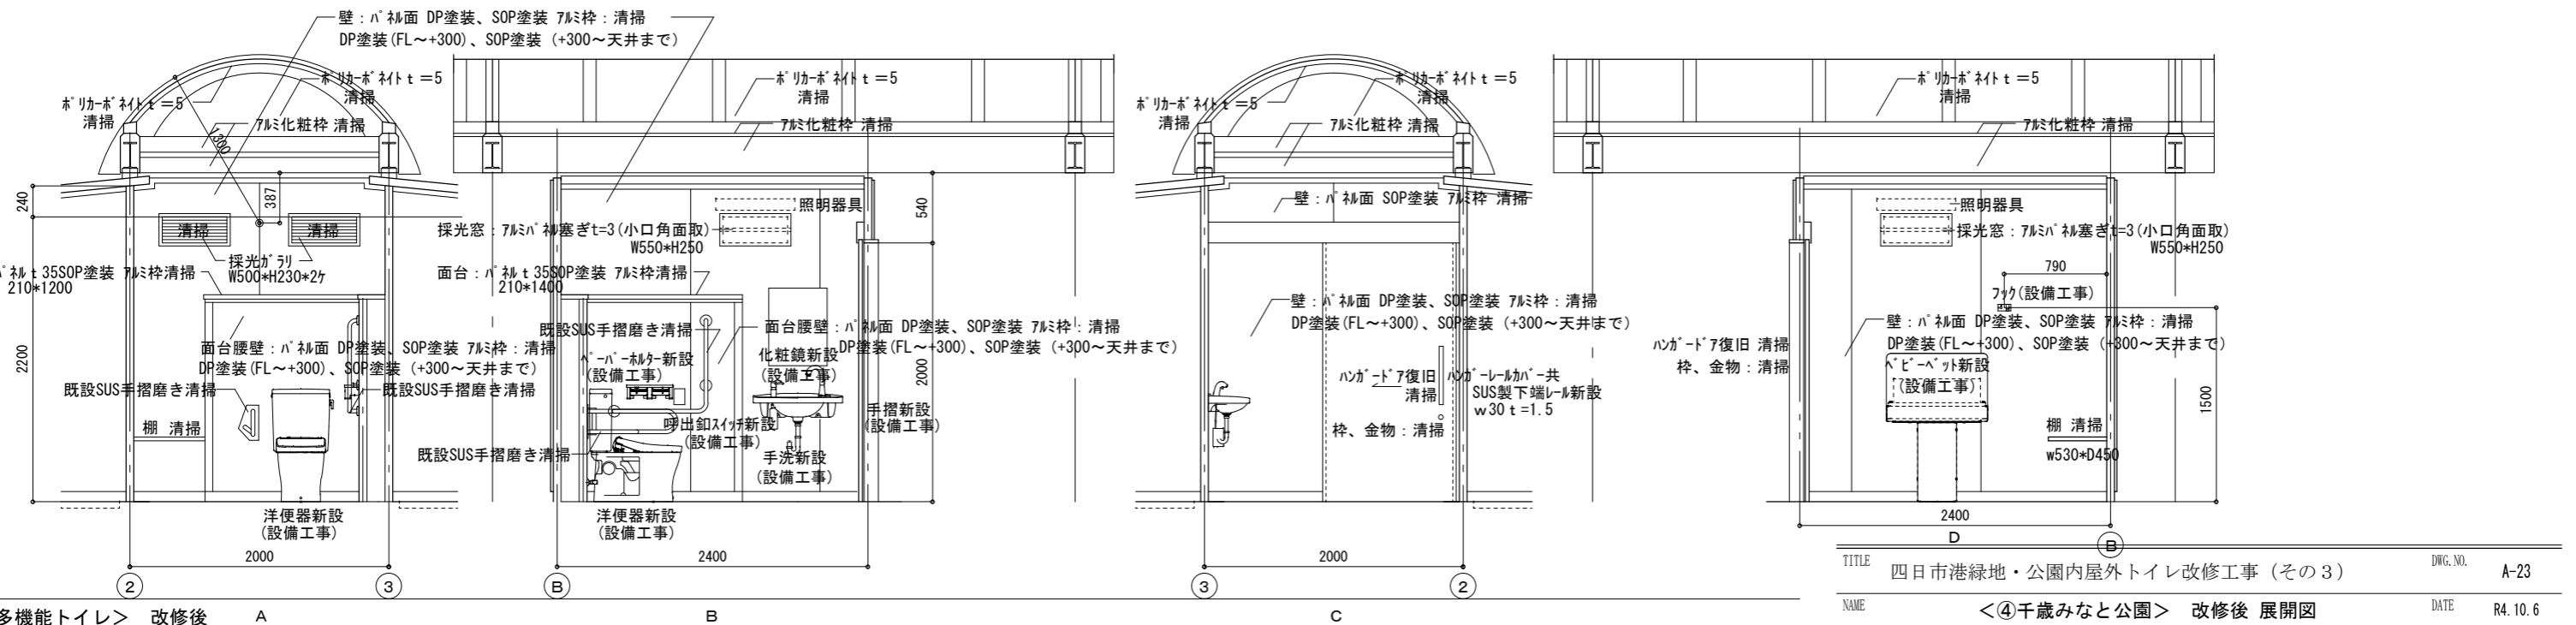 壁：パネル面 DP塗装、SOP塗装 アルミ枠：清掃
DP塗装(FL～+300)、SOP塗装 (+300～天井まで)
ポリカーボネイトｔ＝5
清掃
ポリカーボネイトｔ＝5
清掃
アルミ化粧枠 清掃
1200
387
240
2200
清掃
清掃
採光ガラリ
W500*H230*2ケ
パネルｔ35SOP塗装 アルミ枠清掃
210*1200
面台腰壁：パネル面 DP塗装、SOP塗装 アルミ枠：清掃
DP塗装(FL～+300)、SOP塗装 (+300～天井まで)
既設SUS手摺磨き清掃
既設SUS手摺磨き清掃
棚 清掃
洋便器新設
(設備工事)
2000
2
3
多機能トイレ＞ 改修後
A
ポリカーボネイトｔ＝5
清掃
アルミ化粧枠 清掃
照明器具
採光窓：アルミパネル塞ぎt=3(小口角面取)
W550*H250
面台：パネルｔ35SOP塗装 アルミ枠清掃
210*1400
既設SUS手摺磨き清掃
面台腰壁：パネル面 DP塗装、SOP塗装 アルミ枠：清掃
DP塗装(FL～+300)、SOP塗装 (+300～天井まで)
ペーパーホルダー新設
(設備工事)
化粧鏡新設
(設備工事)
呼出釦スイッチ新設
(設備工事)
手摺新設
(設備工事)
既設SUS手摺磨き清掃
手洗新設
(設備工事)
洋便器新設
(設備工事)
540
2000
2400
B
B
ポリカーボネイトｔ＝5
清掃
ポリカーボネイトｔ＝5
清掃
アルミ化粧枠 清掃
壁：パネル面 SOP塗装 アルミ枠 清掃
壁：パネル面 DP塗装、SOP塗装 アルミ枠：清掃
DP塗装(FL～+300)、SOP塗装 (+300～天井まで)
ハンガードア復旧
清掃
ハンガーレールカバー共
SUS製下端レール新設
ｗ30ｔ=1.5
枠、金物：清掃
2000
3
2
C
ポリカーボネイトｔ＝5
清掃
アルミ化粧枠 清掃
照明器具
採光窓：アルミパネル塞ぎt=3(小口角面取)
W550*H250
790
フック(設備工事)
壁：パネル面 DP塗装、SOP塗装 アルミ枠：清掃
DP塗装(FL～+300)、SOP塗装 (+300～天井まで)
ハンガードア復旧 清掃
枠、金物：清掃
ベビーベット新設
(設備工事)
棚 清掃
w530*D450
1500
2400
D
B
TITLE 四日市港緑地・公園内屋外トイレ改修工事（その３） DWG.NO. A-23
NAME ＜④千歳みなと公園＞ 改修後 展開図 DATE R4.10.6